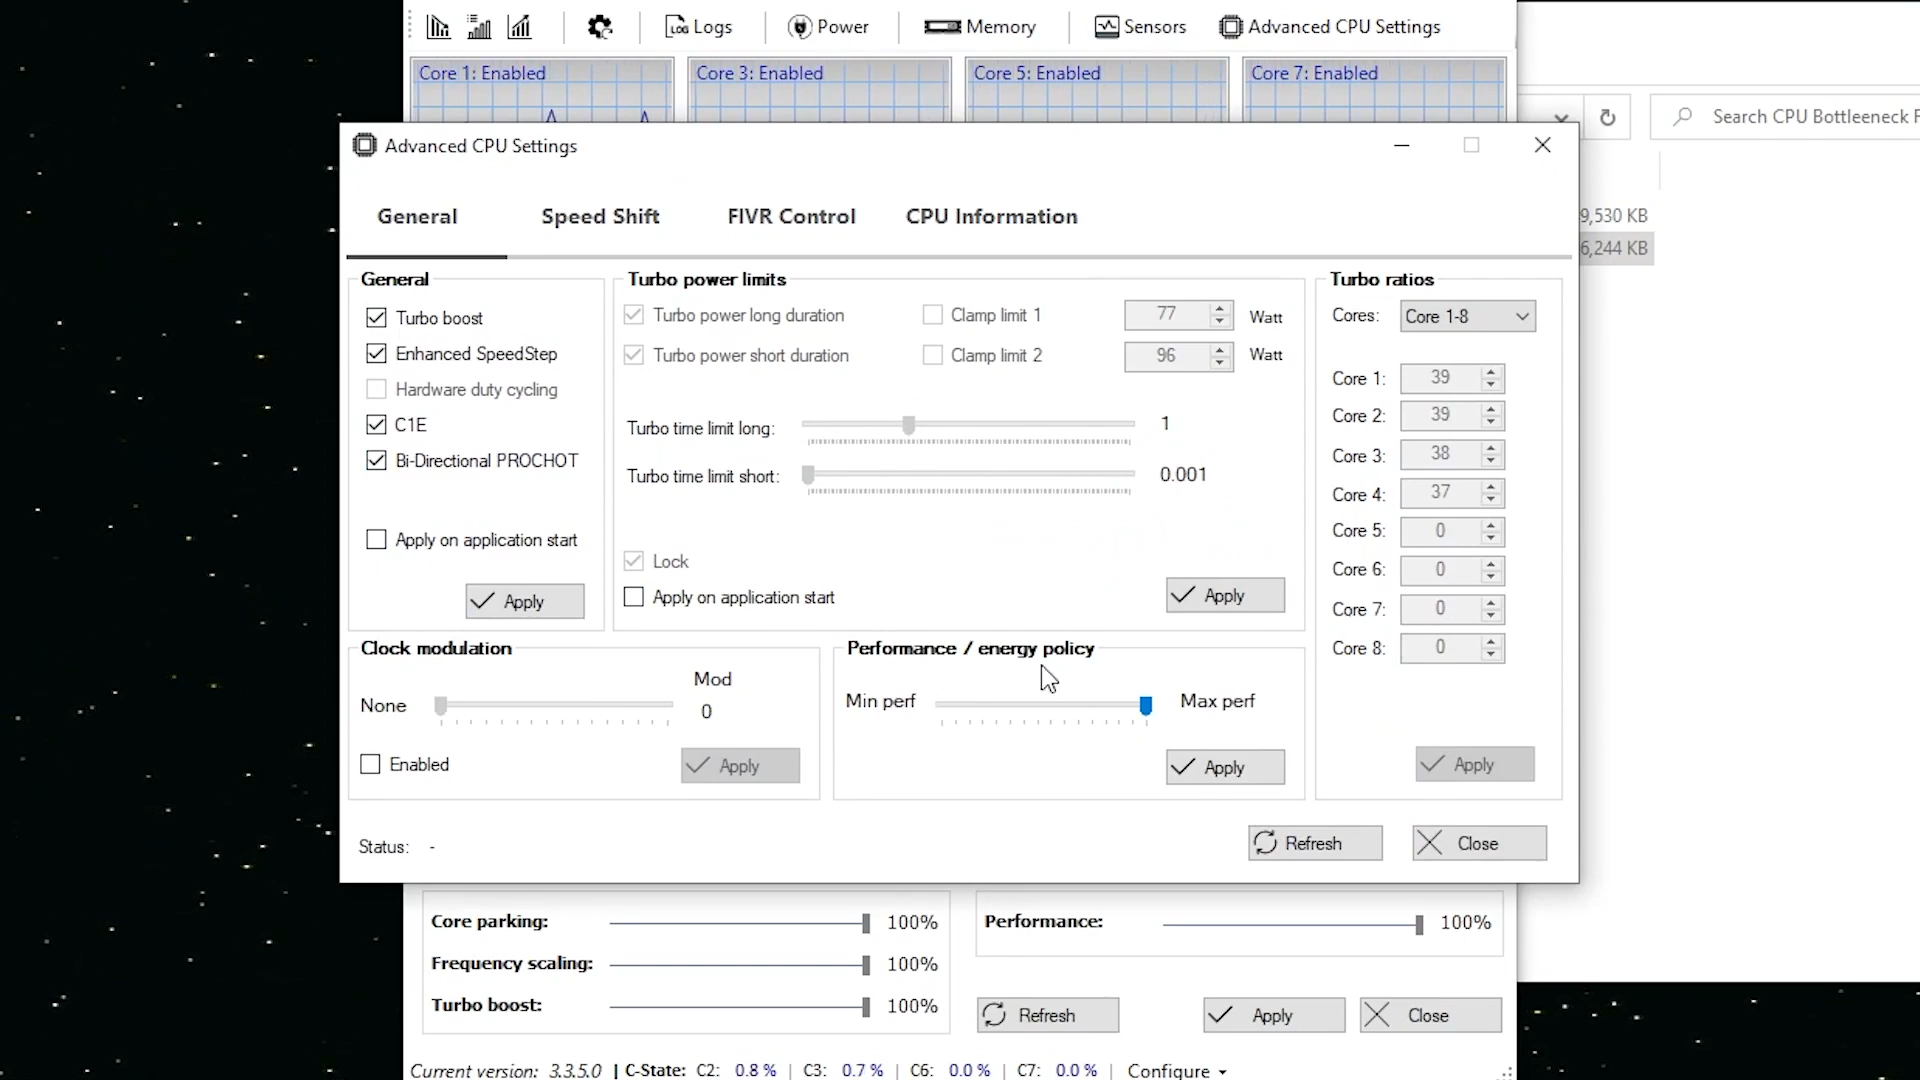 Logs Power Memory Sensors Advanced CPU Settings
Core 1: Enabled Core 3: Enabled Core 5: Enabled Core 7: Enabled
Search CPU Bottleeneck F
Advanced CPU Settings
General Speed Shift FIVR Control CPU Information
9,530 KB
6,244 KB
General
Turbo boost
Enhanced SpeedStep
Hardware duty cycling
C1E
Bi-Directional PROCHOT
Apply on application start
Apply
Turbo power limits
Turbo power long duration Clamp limit 1 77 Watt
Turbo power short duration Clamp limit 2 96 Watt
Turbo time limit long: 1
Turbo time limit short: 0.001
Lock
Apply on application start Apply
Turbo ratios
Cores: Core 1-8
Core 1: 39
Core 2: 39
Core 3: 38
Core 4: 37
Core 5: 0
Core 6: 0
Core 7: 0
Core 8: 0
Apply
Clock modulation
Mod
None 0
Enabled Apply
Performance / energy policy
Min perf Max perf
Apply
Status: - Refresh Close
Core parking: 100% Performance: 100%
Frequency scaling: 100%
Turbo boost: 100%
Refresh Apply Close
Current version: 3.3.5.0 | C-State: C2: 0.8 % | C3: 0.7 % | C6: 0.0 % | C7: 0.0 % | Configure